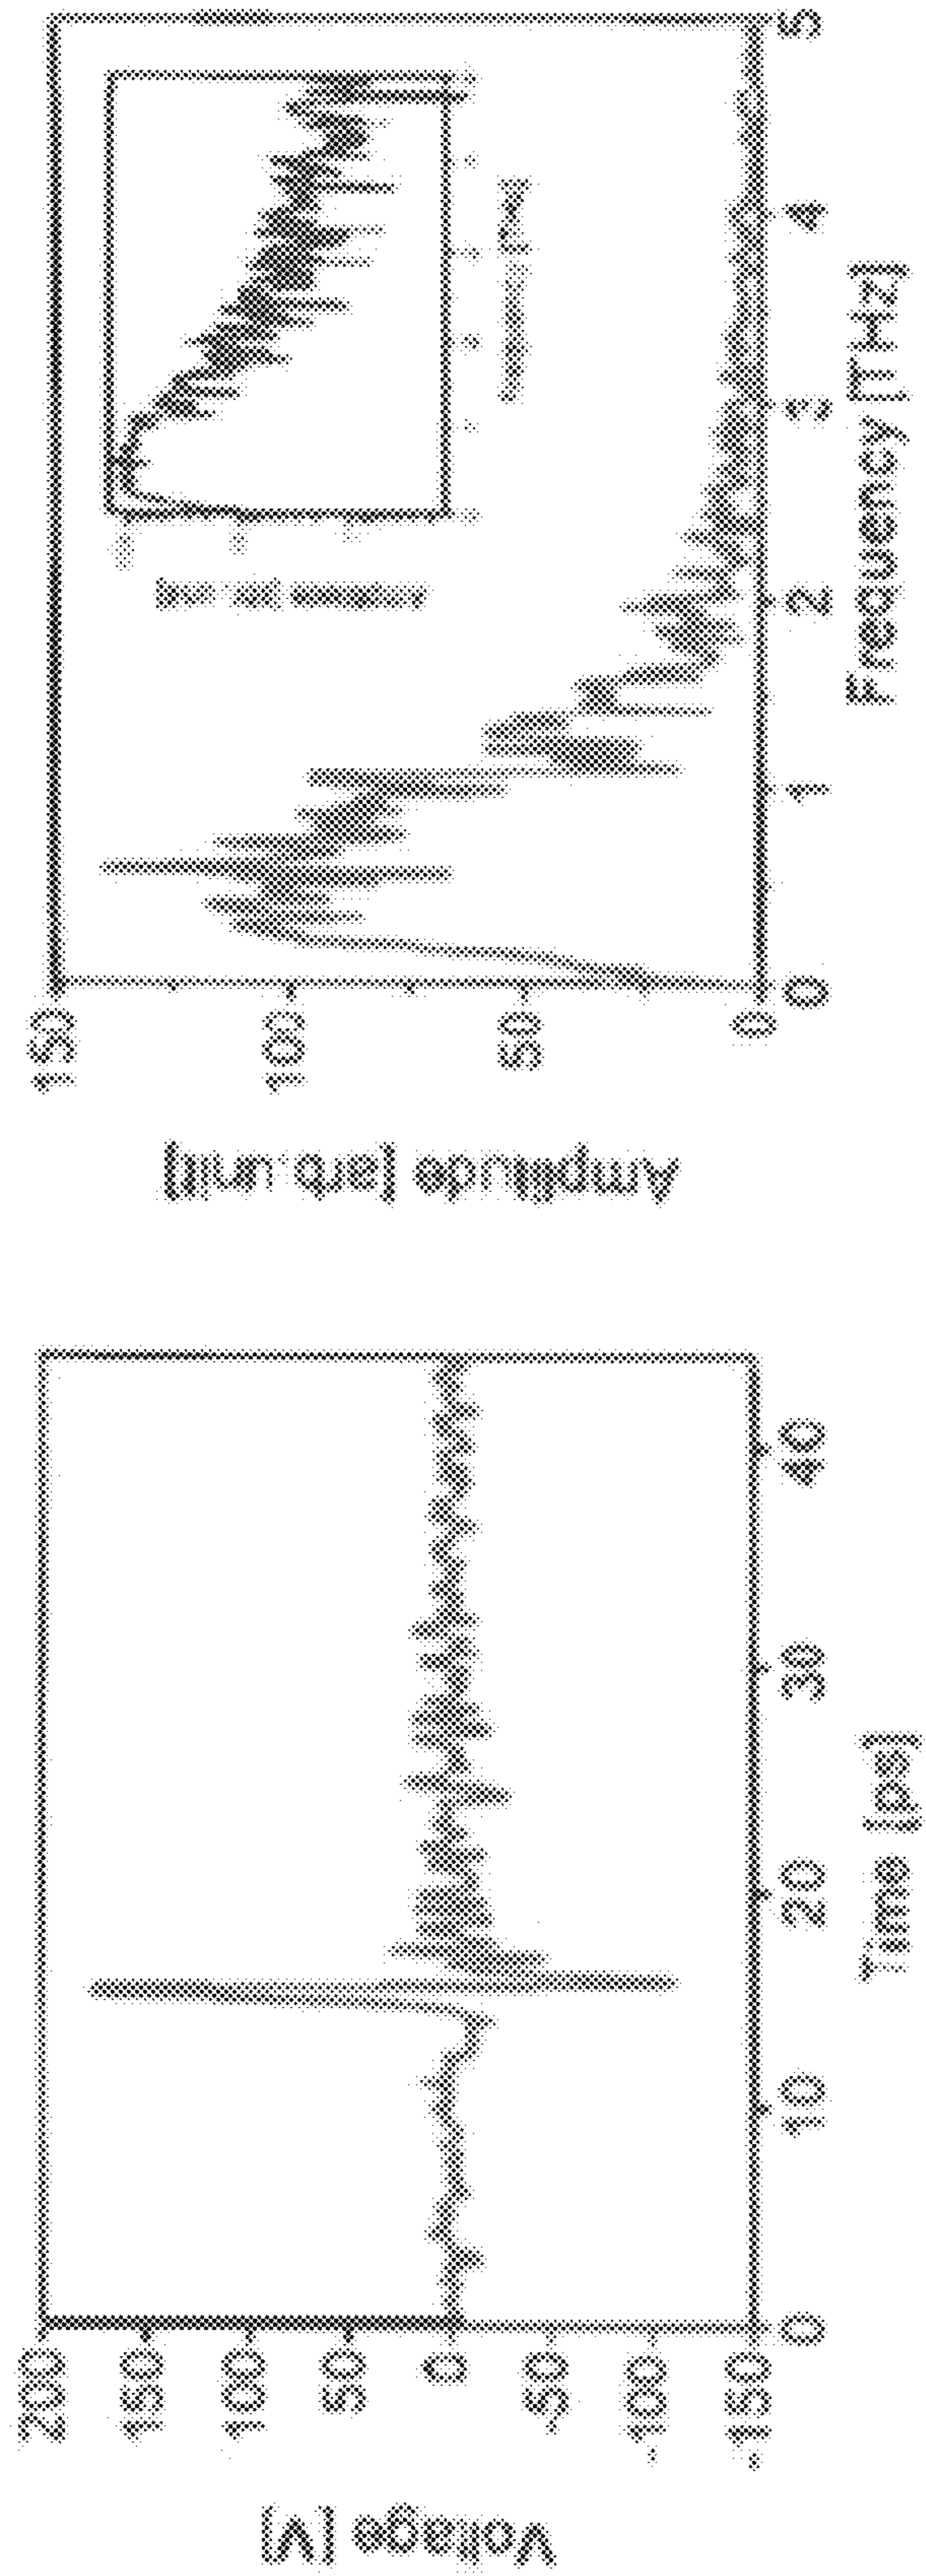 Voltage [V]
200
150
100
50
0
-50
-100
-150
0 10 20 30 40
Time [ps]
Amplitude [arb. unit]
150
100
50
0
0 1 2 3 4 5
Frequency [THz]